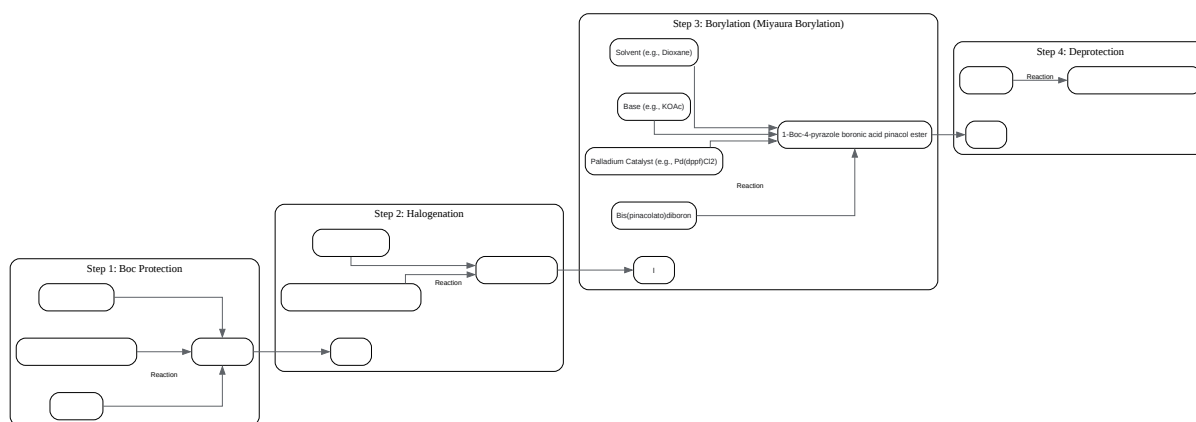 Step 1: Boc Protection
Reaction
Step 2: Halogenation
Reaction
Step 3: Borylation (Miyaura Borylation)
Solvent (e.g., Dioxane)
Base (e.g., KOAc)
1-Boc-4-pyrazole boronic acid pinacol ester
Palladium Catalyst (e.g., Pd(dppf)Cl2)
Reaction
Bis(pinacolato)diboron
I
Step 4: Deprotection
Reaction